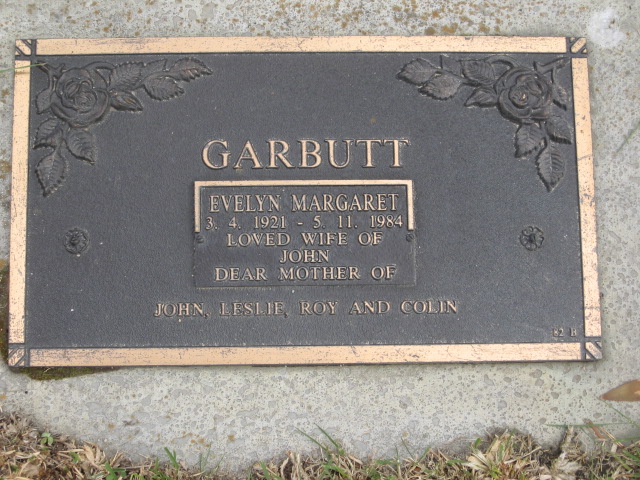 GARBUTT
EVELYN MARGARET
3. 4. 1921 - 5. 11. 1984
LOVED WIFE OF
JOHN
DEAR MOTHER OF
JOHN, LESLIE, ROY AND COLIN